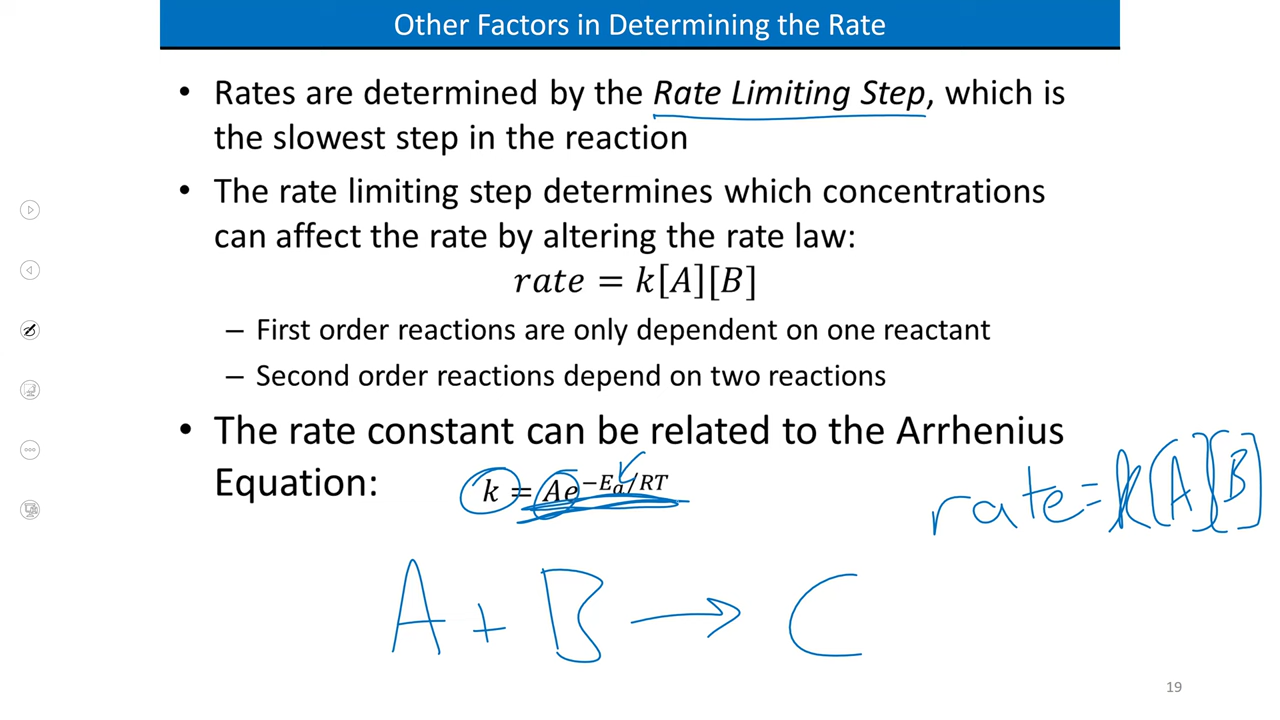 Other Factors in Determining the Rate
• Rates are determined by the Rate Limiting Step, which is
the slowest step in the reaction
• The rate limiting step determines which concentrations
can affect the rate by altering the rate law:
rate = k[A][B]
– First order reactions are only dependent on one reactant
– Second order reactions depend on two reactions
• The rate constant can be related to the Arrhenius
Equation: k = Ae^{-Ea/RT}
rate = k[A][B]
A + B → C
19